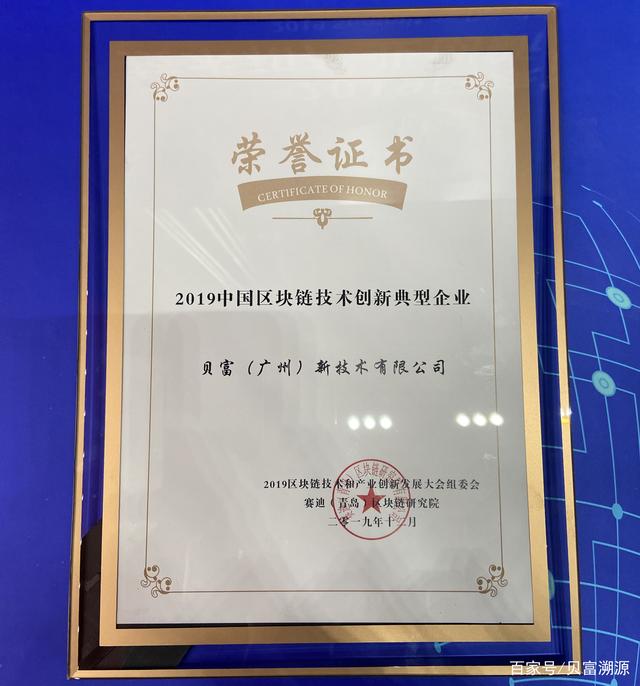 荣誉证书
CERTIFICATE OF HONOR
2019中国区块链技术创新典型企业
贝富（广州）新技术有限公司
2019区块链技术和产业创新发展大会组委会
赛迪（青岛）区块链研究院
二零一九年十二月
百家号/贝富溯源